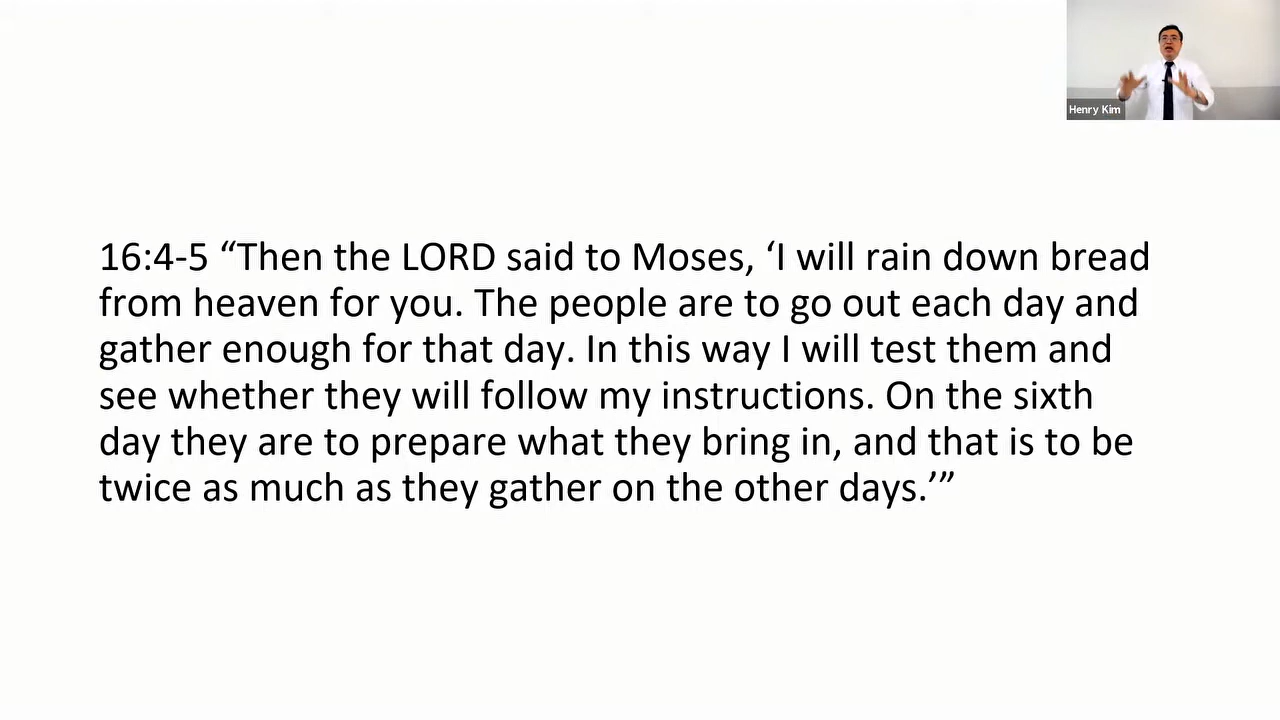 Henry Kim
16:4-5 “Then the LORD said to Moses, ‘I will rain down bread
from heaven for you. The people are to go out each day and
gather enough for that day. In this way I will test them and
see whether they will follow my instructions. On the sixth
day they are to prepare what they bring in, and that is to be
twice as much as they gather on the other days.’”